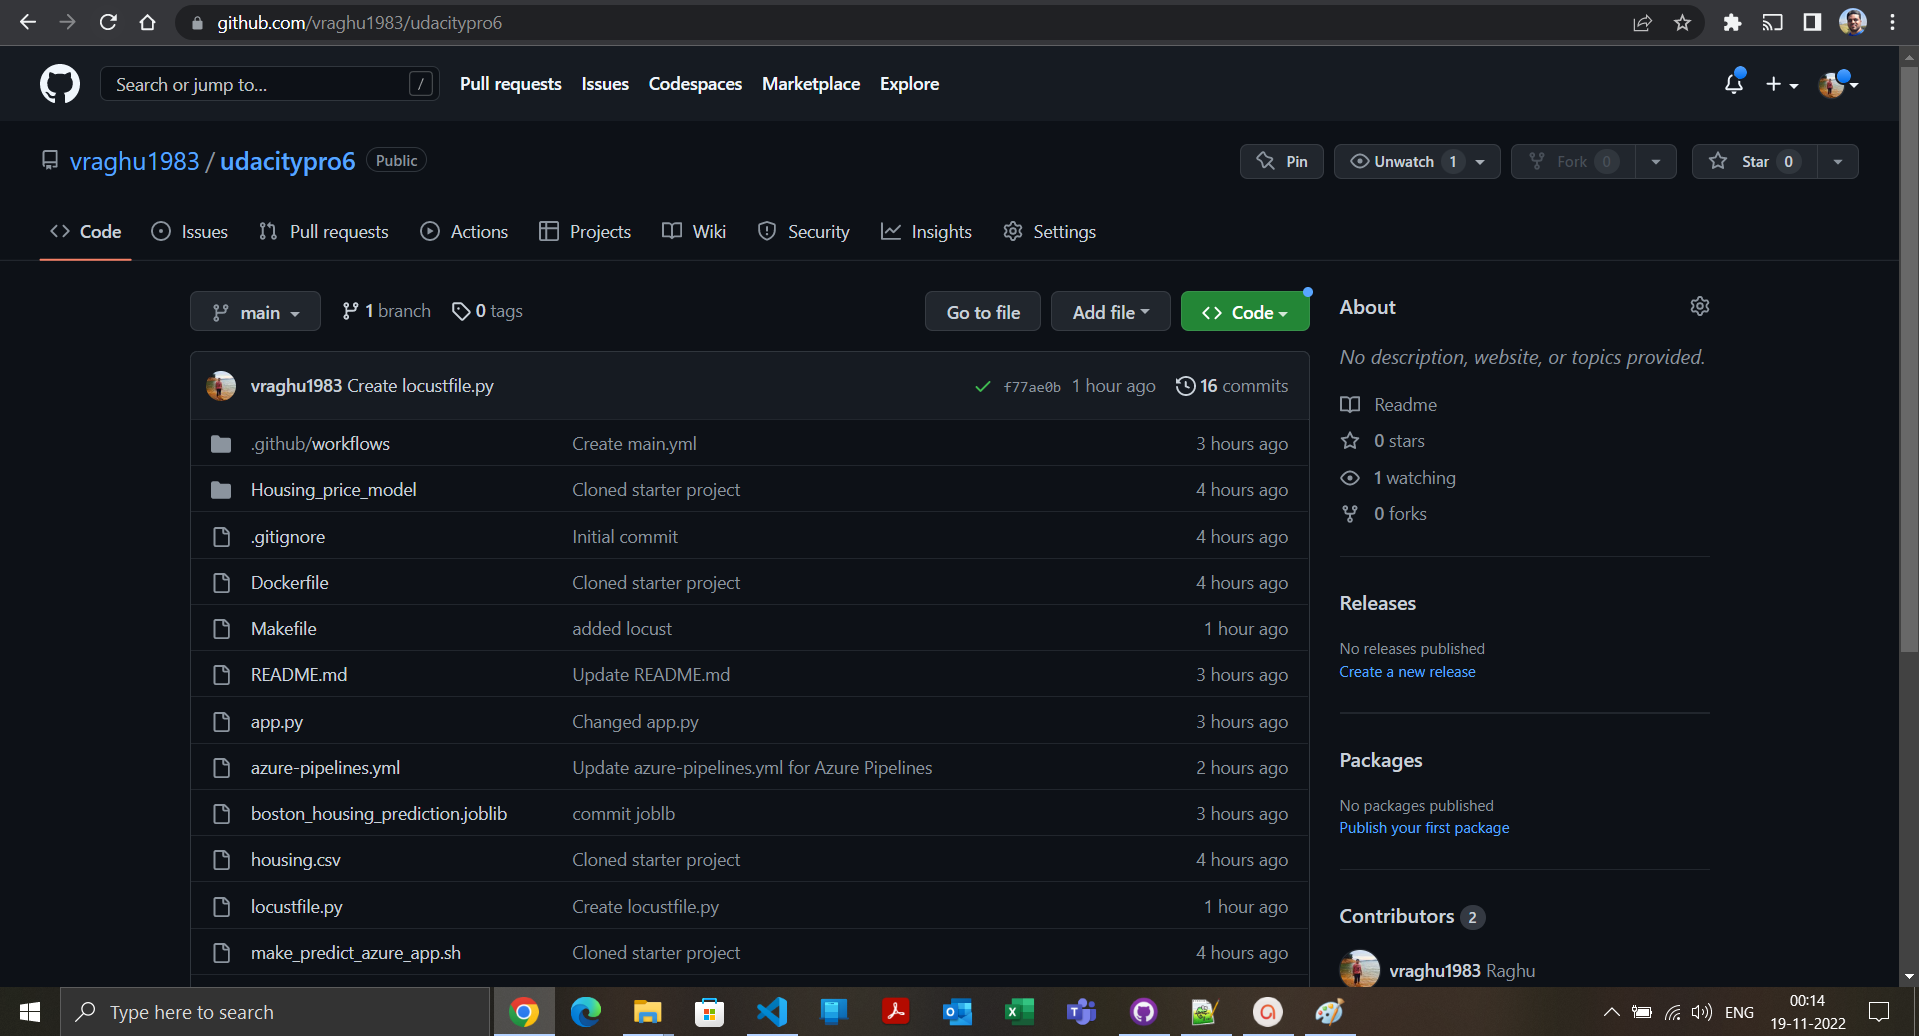 github.com/vraghu1983/udacitypro6
Search or jump to... /
Pull requests Issues Codespaces Marketplace Explore
vraghu1983 / udacitypro6 Public
Pin Unwatch 1 Fork 0 Star 0
Code Issues Pull requests Actions Projects Wiki Security Insights Settings
main 1 branch 0 tags Go to file Add file Code
vraghu1983 Create locustfile.py f77ae0b 1 hour ago 16 commits
.github/workflows Create main.yml 3 hours ago
Housing_price_model Cloned starter project 4 hours ago
.gitignore Initial commit 4 hours ago
Dockerfile Cloned starter project 4 hours ago
Makefile added locust 1 hour ago
README.md Update README.md 3 hours ago
app.py Changed app.py 3 hours ago
azure-pipelines.yml Update azure-pipelines.yml for Azure Pipelines 2 hours ago
boston_housing_prediction.joblib commit joblb 3 hours ago
housing.csv Cloned starter project 4 hours ago
locustfile.py Create locustfile.py 1 hour ago
make_predict_azure_app.sh Cloned starter project 4 hours ago
About
No description, website, or topics provided.
Readme
0 stars
1 watching
0 forks
Releases
No releases published
Create a new release
Packages
No packages published
Publish your first package
Contributors 2
vraghu1983 Raghu
Type here to search
ENG
00:14
19-11-2022